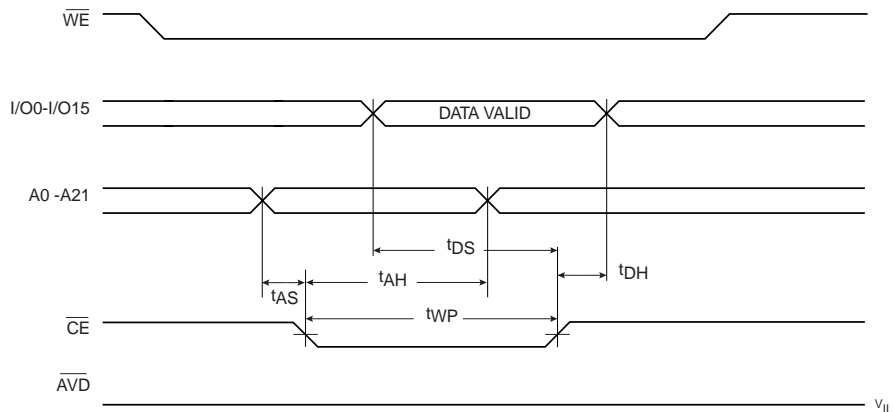 WE
I/O0-I/O15
DATA VALID
A0 -A21
tDS
tDH
tAH
tAS
tWP
CE
AVD
VIL